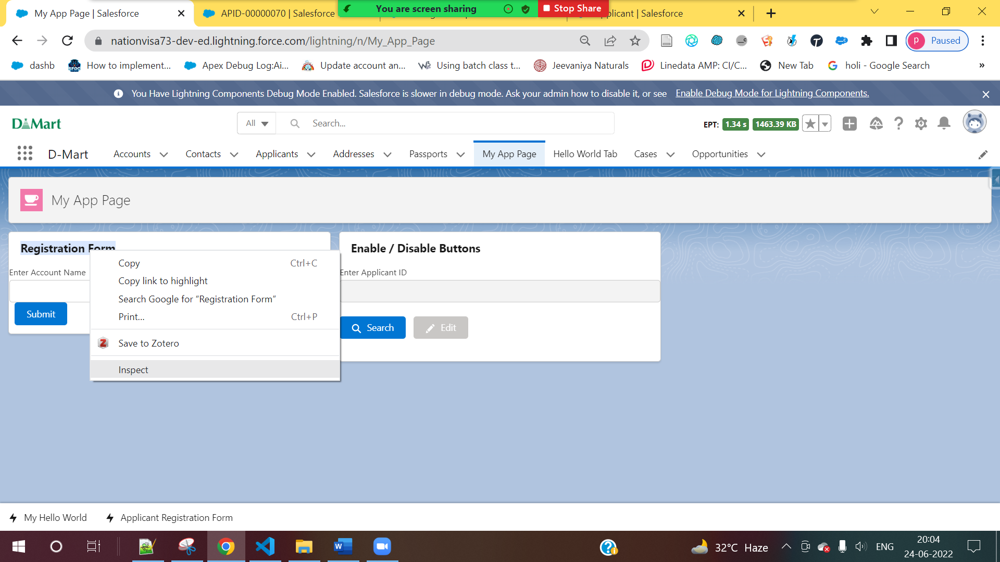 My App Page | Salesforce
APID-00000070 | Salesforce
You are screen sharing
Stop Share
pplicant | Salesforce
nationvisa73-dev-ed.lightning.force.com/lightning/n/My_App_Page
P
Paused
dashb
How to implement...
Apex Debug Log:Ai...
Update account an...
Using batch class t...
Jeevaniya Naturals
Linedata AMP: CI/C...
New Tab
holi - Google Search
»
You Have Lightning Components Debug Mode Enabled. Salesforce is slower in debug mode. Ask your admin how to disable it, or see Enable Debug Mode for Lightning Components.
D Mart
All
Search...
EPT: 1.34 s 1463.39 KB
D-Mart
Accounts
Contacts
Applicants
Addresses
Passports
My App Page
Hello World Tab
Cases
Opportunities
My App Page
Registration Form
Enter Account Name
Submit
Copy Ctrl+C
Copy link to highlight
Search Google for “Registration Form”
Print... Ctrl+P
Save to Zotero
Inspect
Enable / Disable Buttons
Enter Applicant ID
Search
Edit
My Hello World
Applicant Registration Form
32°C Haze
ENG
20:04
24-06-2022